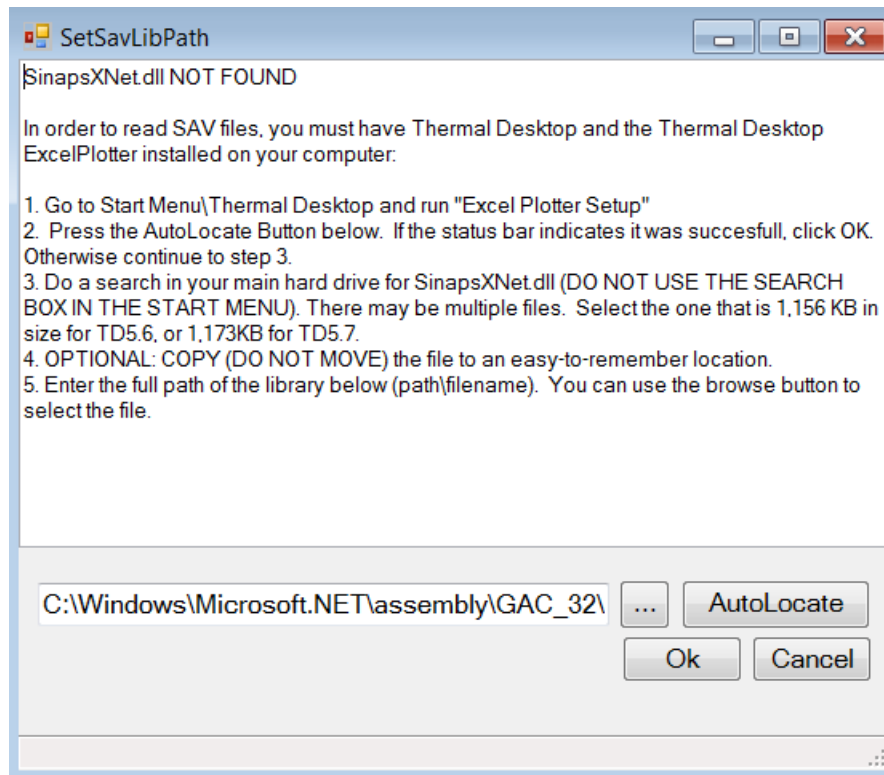 SetSavLibPath
SinapsXNet.dll NOT FOUND
In order to read SAV files, you must have Thermal Desktop and the Thermal Desktop
ExcelPlotter installed on your computer:
1. Go to Start Menu\Thermal Desktop and run "Excel Plotter Setup"
2.  Press the AutoLocate Button below.  If the status bar indicates it was succesfull, click OK.
Otherwise continue to step 3.
3. Do a search in your main hard drive for SinapsXNet.dll (DO NOT USE THE SEARCH
BOX IN THE START MENU). There may be multiple files.  Select the one that is 1,156 KB in
size for TD5.6, or 1,173KB for TD5.7.
4. OPTIONAL: COPY (DO NOT MOVE) the file to an easy-to-remember location.
5. Enter the full path of the library below (path\filename).  You can use the browse button to
select the file.
C:\Windows\Microsoft.NET\assembly\GAC_32\ ... AutoLocate
Ok Cancel